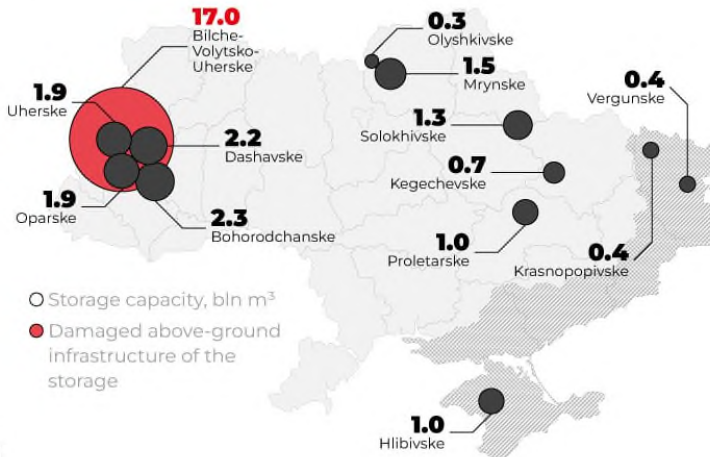 17.0
Bilche-
Volytsko-
Uherske
0.3
Olyshkivske
1.5
Mrynske
0.4
Vergunske
1.9
Uherske
1.3
Solokhivske
2.2
Dashavske
0.7
Kegechevske
1.9
Oparske
2.3
Bohorodchanske
1.0
Proletarske
0.4
Krasnopopivske
Storage capacity, bln m³
Damaged above-ground
infrastructure of the
storage
1.0
Hlibivske